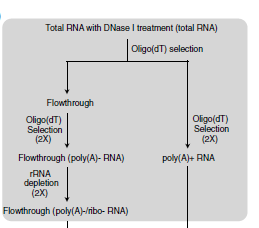 Total RNA with DNase I treatment (total RNA)
Oligo(dT) selection
Flowthrough
Oligo(dT)
Selection
(2X)
Oligo(dT)
Selection
(2X)
Flowthrough (poly(A)- RNA)
poly(A)+ RNA
rRNA
depletion
(2X)
Flowthrough (poly(A)-/ribo- RNA)